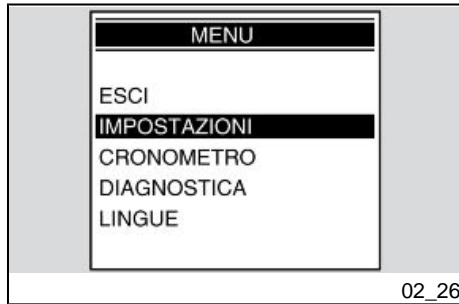 MENU
ESCI
IMPOSTAZIONI
CRONOMETRO
DIAGNOSTICA
LINGUE
02_26